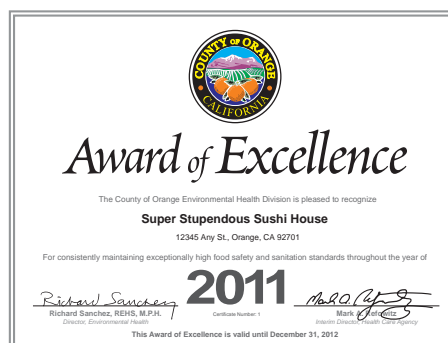 COUNTY OF ORANGE
CALIFORNIA
Award of Excellence
The County of Orange Environmental Health Division is pleased to recognize
Super Stupendous Sushi House
12345 Any St., Orange, CA 92701
For consistently maintaining exceptionally high food safety and sanitation standards throughout the year of
2011
Richard Sanchez
Richard Sanchez, REHS, M.P.H.
Director, Environmental Health
Certificate Number: 1
Mark A. Refowitz
Interim Director, Health Care Agency
This Award of Excellence is valid until December 31, 2012